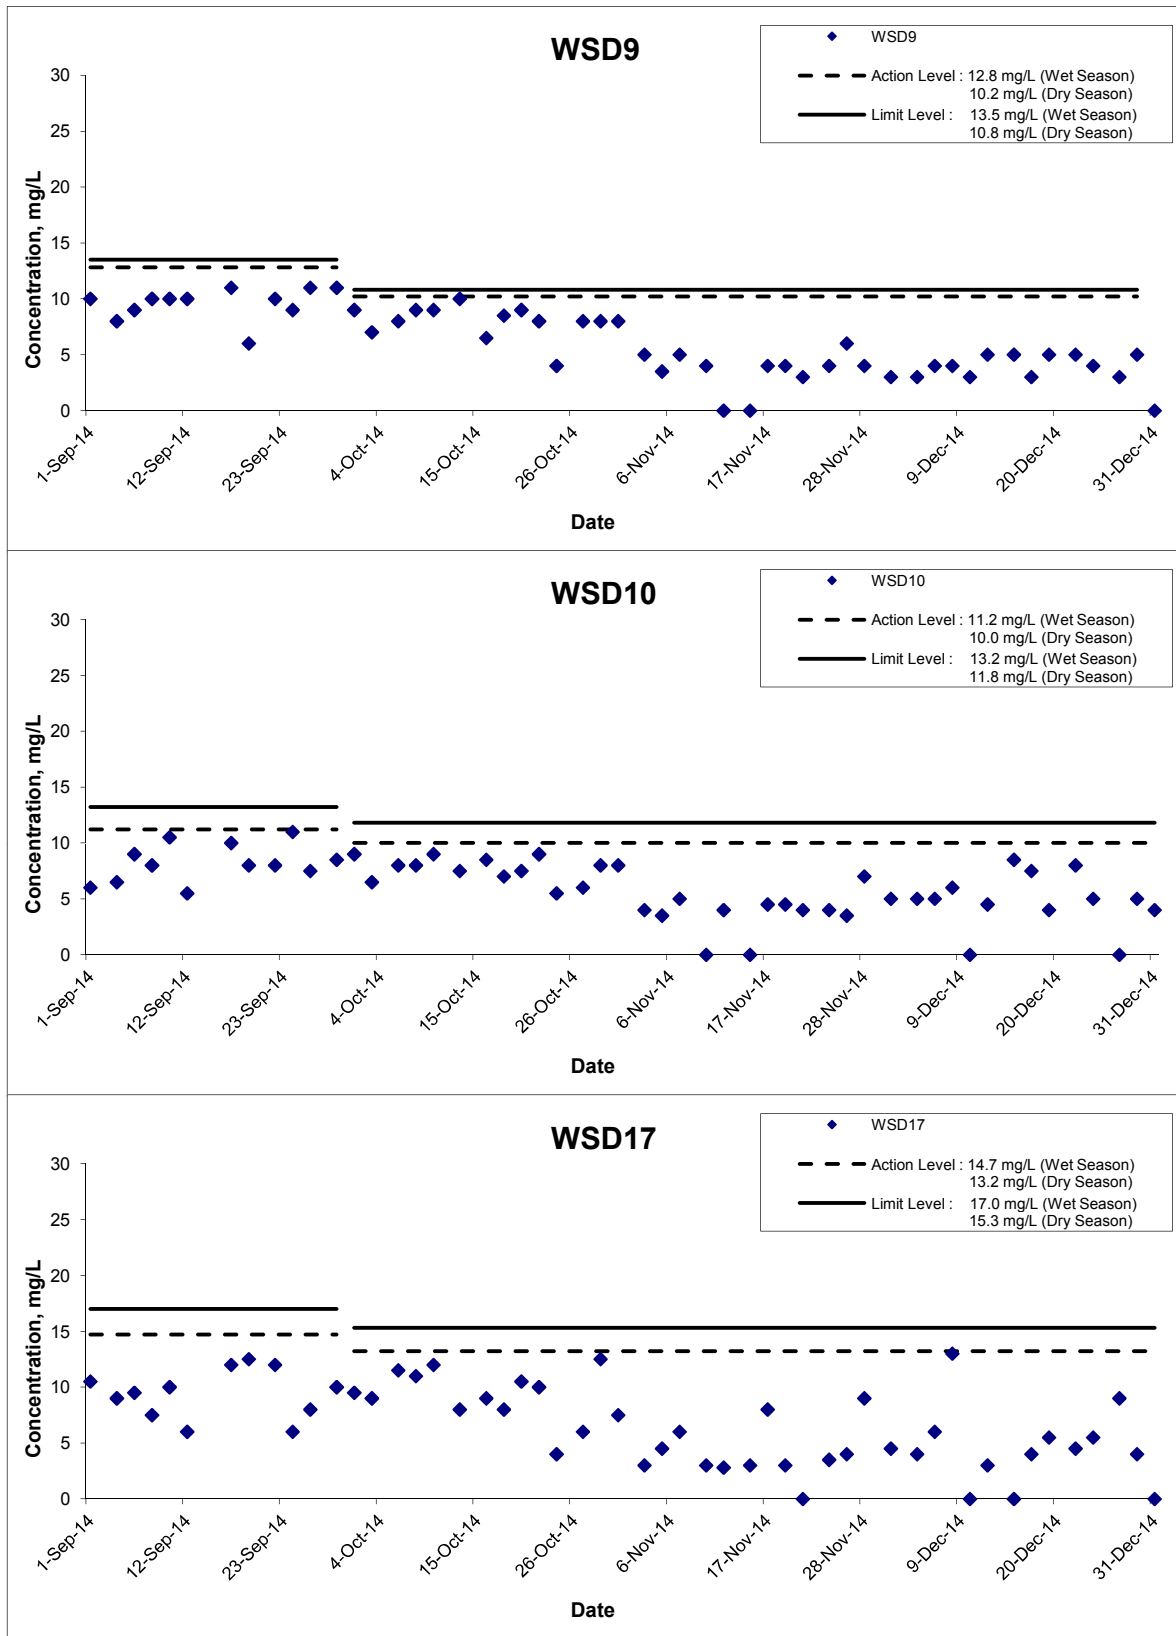 WSD9
WSD9
Action Level : 12.8 mg/L (Wet Season)
10.2 mg/L (Dry Season)
Limit Level : 13.5 mg/L (Wet Season)
10.8 mg/L (Dry Season)
Concentration, mg/L
30
25
20
15
10
5
0
1-Sep-14
12-Sep-14
23-Sep-14
4-Oct-14
15-Oct-14
26-Oct-14
6-Nov-14
17-Nov-14
28-Nov-14
9-Dec-14
20-Dec-14
31-Dec-14
Date
WSD10
WSD10
Action Level : 11.2 mg/L (Wet Season)
10.0 mg/L (Dry Season)
Limit Level : 13.2 mg/L (Wet Season)
11.8 mg/L (Dry Season)
Concentration, mg/L
30
25
20
15
10
5
0
1-Sep-14
12-Sep-14
23-Sep-14
4-Oct-14
15-Oct-14
26-Oct-14
6-Nov-14
17-Nov-14
28-Nov-14
9-Dec-14
20-Dec-14
31-Dec-14
Date
WSD17
WSD17
Action Level : 14.7 mg/L (Wet Season)
13.2 mg/L (Dry Season)
Limit Level : 17.0 mg/L (Wet Season)
15.3 mg/L (Dry Season)
Concentration, mg/L
30
25
20
15
10
5
0
1-Sep-14
12-Sep-14
23-Sep-14
4-Oct-14
15-Oct-14
26-Oct-14
6-Nov-14
17-Nov-14
28-Nov-14
9-Dec-14
20-Dec-14
31-Dec-14
Date